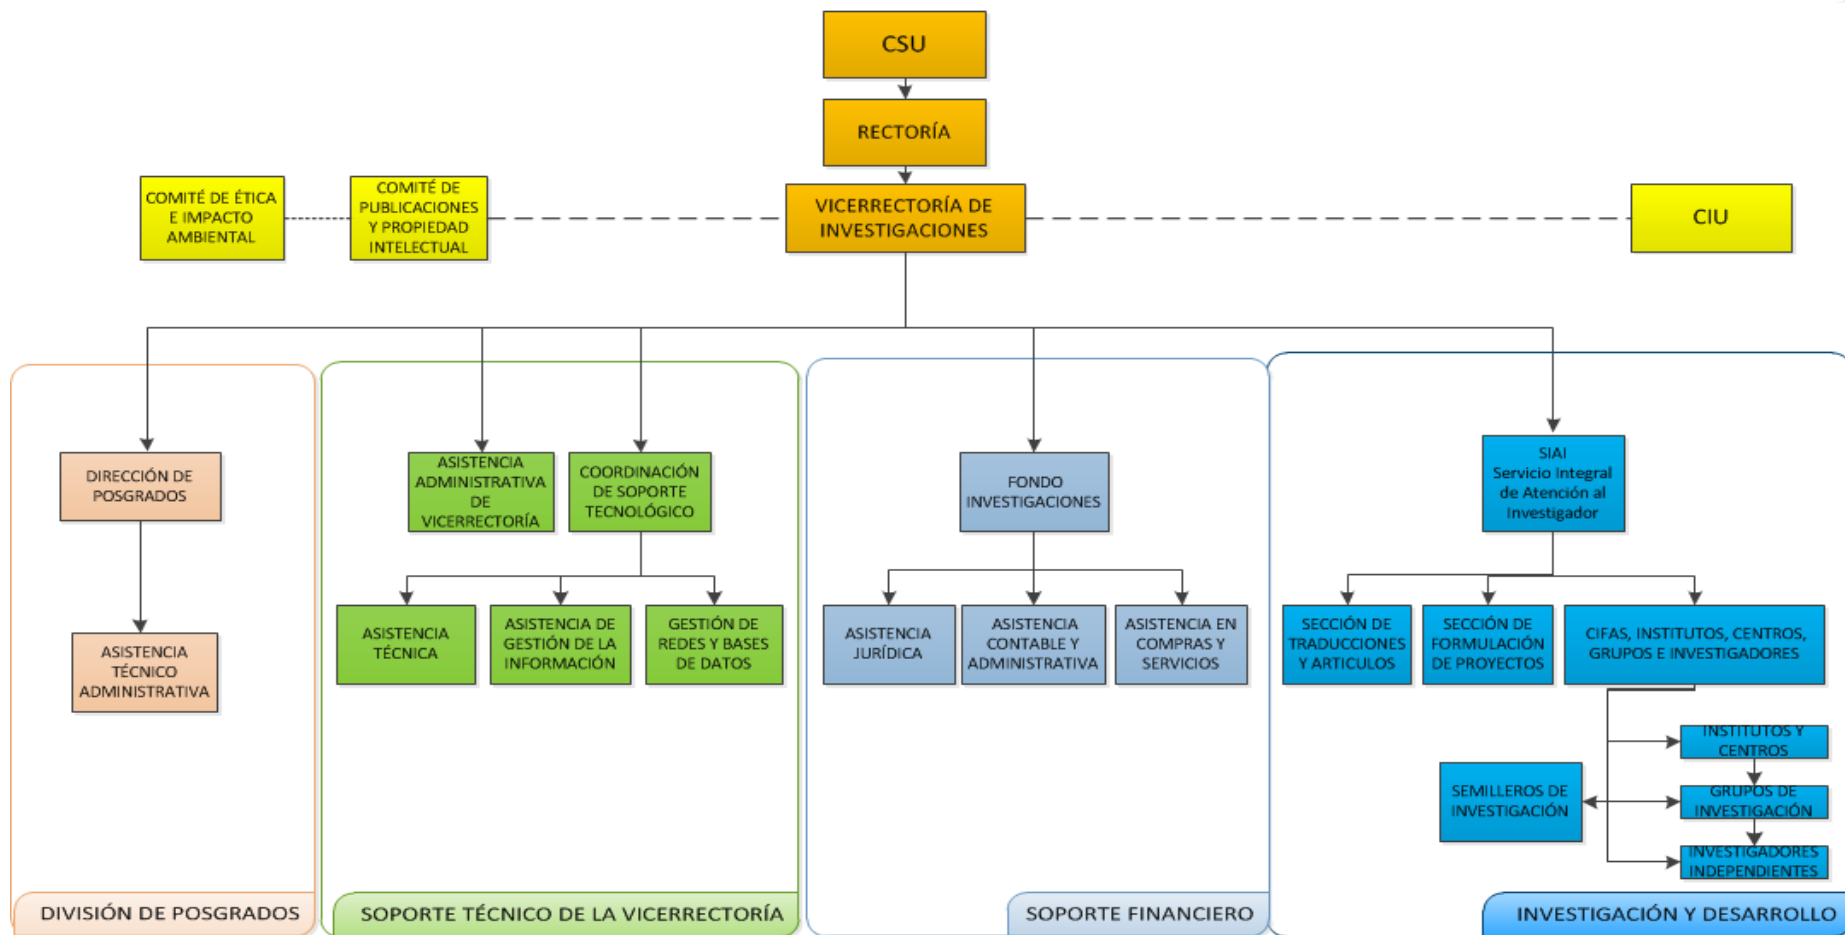 CSU
RECTORÍA
COMITÉ DE ÉTICA
E IMPACTO
AMBIENTAL
COMITÉ DE
PUBLICACIONES
Y PROPIEDAD
INTELECTUAL
VICERRECTORÍA DE
INVESTIGACIONES
CIU
DIRECCIÓN DE
POSGRADOS
ASISTENCIA
ADMINISTRATIVA
DE
VICERRECTORÍA
COORDINACIÓN
DE SOPORTE
TECNOLÓGICO
FONDO
INVESTIGACIONES
SIAI
Servicio Integral
de Atención al
Investigador
ASISTENCIA
TÉCNICO
ADMINISTRATIVA
ASISTENCIA
TÉCNICA
ASISTENCIA DE
GESTIÓN DE LA
INFORMACIÓN
GESTIÓN DE
REDES Y BASES
DE DATOS
ASISTENCIA
JURÍDICA
ASISTENCIA
CONTABLE Y
ADMINISTRATIVA
ASISTENCIA EN
COMPRAS Y
SERVICIOS
SECCIÓN DE
TRADUCCIONES
Y ARTICULOS
SECCIÓN DE
FORMULACIÓN
DE PROYECTOS
CIFAS, INSTITUTOS, CENTROS,
GRUPOS E INVESTIGADORES
INSTITUTOS Y
CENTROS
SEMILLEROS DE
INVESTIGACIÓN
GRUPOS DE
INVESTIGACIÓN
INVESTIGADORES
INDEPENDIENTES
DIVISIÓN DE POSGRADOS
SOPORTE TÉCNICO DE LA VICERRECTORÍA
SOPORTE FINANCIERO
INVESTIGACIÓN Y DESARROLLO